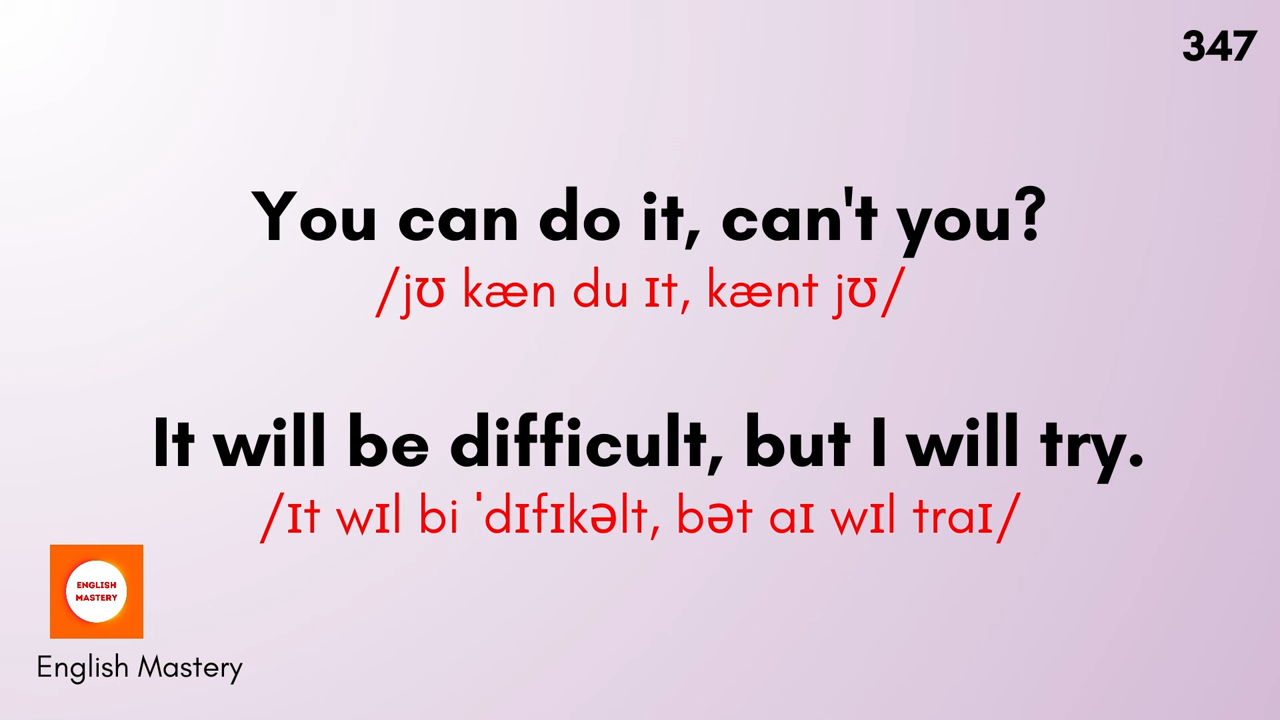 347
You can do it, can't you?
/jʊ kæn du ɪt, kænt jʊ/
It will be difficult, but I will try.
/ɪt wɪl bi ˈdɪfɪkəlt, bət aɪ wɪl traɪ/
ENGLISH
MASTERY
English Mastery